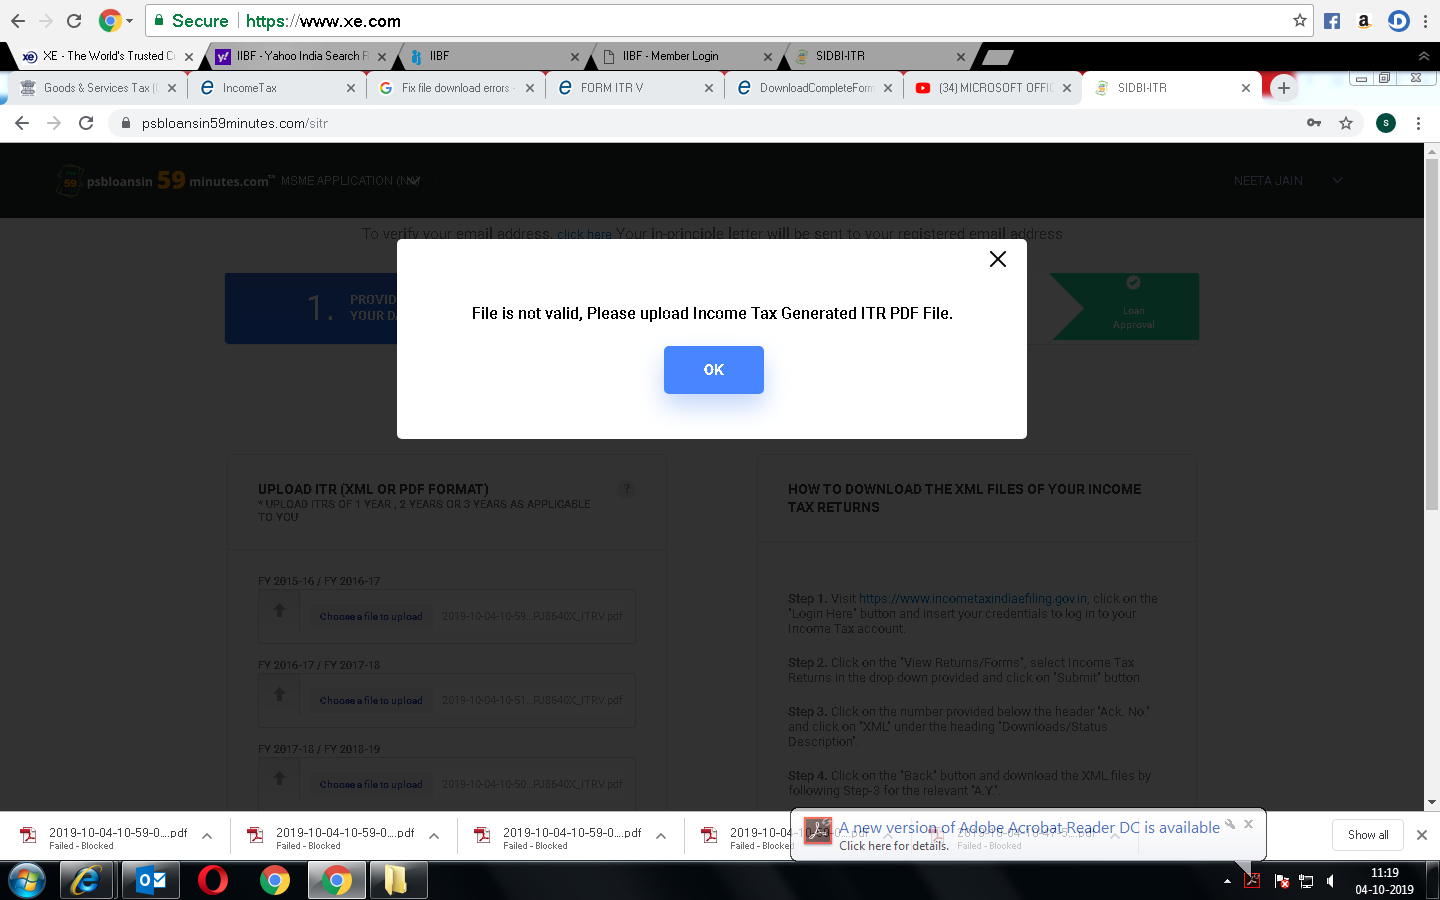 Secure https://www.xe.com
XE - The World's Trusted C
IIBF - Yahoo India Search R
IIBF
IIBF - Member Login
SIDBI-ITR
Goods & Services Tax (
IncomeTax
Fix file download errors -
FORM ITR V
DownloadCompleteForm
(34) MICROSOFT OFFIC
SIDBI-ITR
psbloansin59minutes.com/sitr
S
psbloansin 59 minutes.com™ MSME APPLICATION
NEETA JAIN
To verify your email address, click here Your in-principle letter will be sent to your registered email address
1. PROVID
YOUR DA
Loan
Approval
File is not valid, Please upload Income Tax Generated ITR PDF File.
OK
UPLOAD ITR (XML OR PDF FORMAT)
?
* UPLOAD ITRS OF 1 YEAR , 2 YEARS OR 3 YEARS AS APPLICABLE
TO YOU
FY 2015-16 / FY 2016-17
Choose a file to upload 2019-10-04-10-59...PJ8640X_ITRV.pdf
FY 2016-17 / FY 2017-18
Choose a file to upload 2019-10-04-10-51...PJ8640X_ITRV.pdf
FY 2017-18 / FY 2018-19
Choose a file to upload 2019-10-04-10-50...PJ8640X_ITRV.pdf
HOW TO DOWNLOAD THE XML FILES OF YOUR INCOME
TAX RETURNS
Step 1. Visit https://www.incometaxindiaefiling.gov.in, click on the
"Login Here" button and insert your credentials to log in to your
Income Tax account.
Step 2. Click on the "View Returns/Forms", select Income Tax
Returns in the drop down provided and click on "Submit" button
Step 3. Click on the number provided below the header "Ack. No."
and click on "XML" under the heading "Downloads/Status
Description".
Step 4. Click on the "Back" button and download the XML files by
following Step-3 for the relevant "A.Y.".
2019-10-04-10-59-0....pdf
Failed - Blocked
2019-10-04-10-59-0....pdf
Failed - Blocked
2019-10-04-10-59-0....pdf
Failed - Blocked
Failed - Blocked
Failed - Blocked
A new version of Adobe Acrobat Reader DC is available
Click here for details.
Show all
11:19
04-10-2019